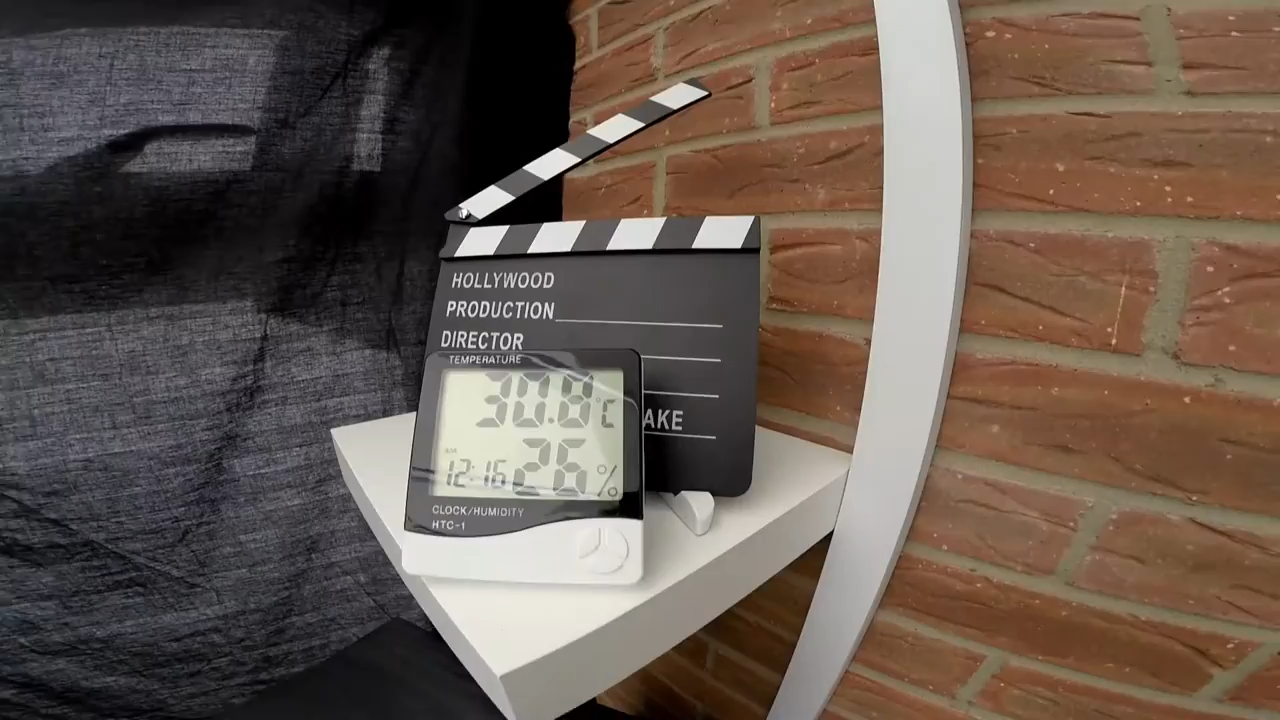 HOLLYWOOD
PRODUCTION
DIRECTOR
AKE
TEMPERATURE
30.8°C
12:16 26%
CLOCK/HUMIDITY
HTC-1